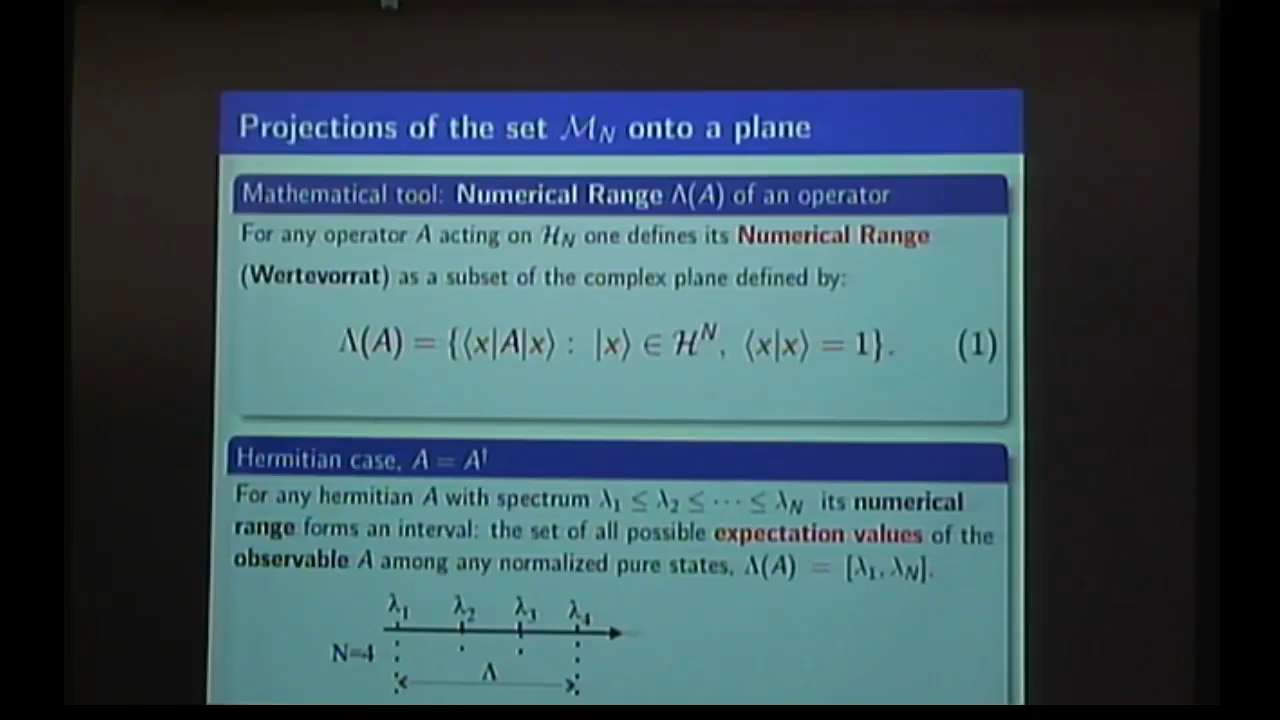 Projections of the set ℳ_N onto a plane
Mathematical tool: Numerical Range Λ(A) of an operator
For any operator A acting on ℋ_N one defines its Numerical Range
(Wertevorrat) as a subset of the complex plane defined by:
Λ(A) = {⟨x|A|x⟩ : |x⟩ ∈ ℋ^N, ⟨x|x⟩ = 1}. (1)
Hermitian case, A = A†
For any hermitian A with spectrum λ₁ ≤ λ₂ ≤ ··· ≤ λ_N its numerical
range forms an interval: the set of all possible expectation values of the
observable A among any normalized pure states, Λ(A) = [λ₁, λ_N].
λ₁ λ₂ λ₃ λ₄
N=4
Λ